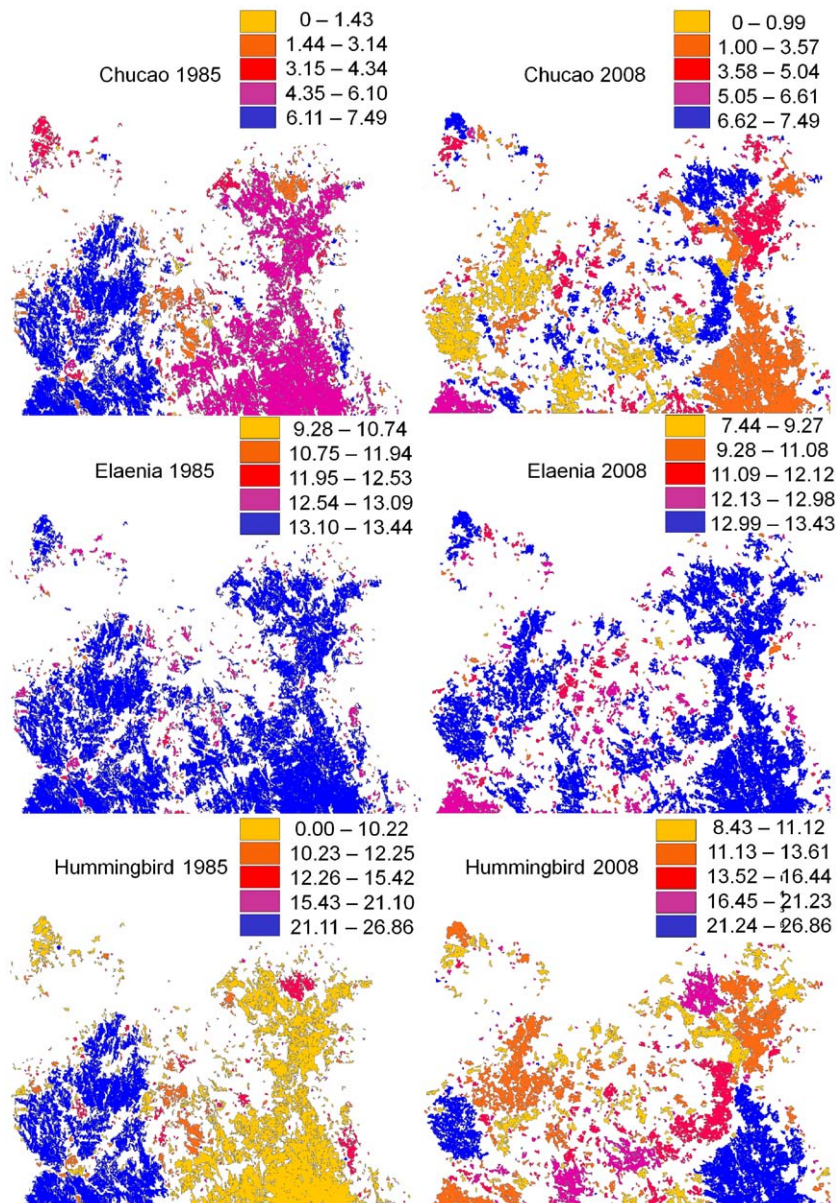 Chucao 1985
0 – 1.43
1.44 – 3.14
3.15 – 4.34
4.35 – 6.10
6.11 – 7.49
Chucao 2008
0 – 0.99
1.00 – 3.57
3.58 – 5.04
5.05 – 6.61
6.62 – 7.49
Elaenia 1985
9.28 – 10.74
10.75 – 11.94
11.95 – 12.53
12.54 – 13.09
13.10 – 13.44
Elaenia 2008
7.44 – 9.27
9.28 – 11.08
11.09 – 12.12
12.13 – 12.98
12.99 – 13.43
Hummingbird 1985
0.00 – 10.22
10.23 – 12.25
12.26 – 15.42
15.43 – 21.10
21.11 – 26.86
Hummingbird 2008
8.43 – 11.12
11.13 – 13.61
13.52 – 16.44
16.45 – 21.23
21.24 – 26.86